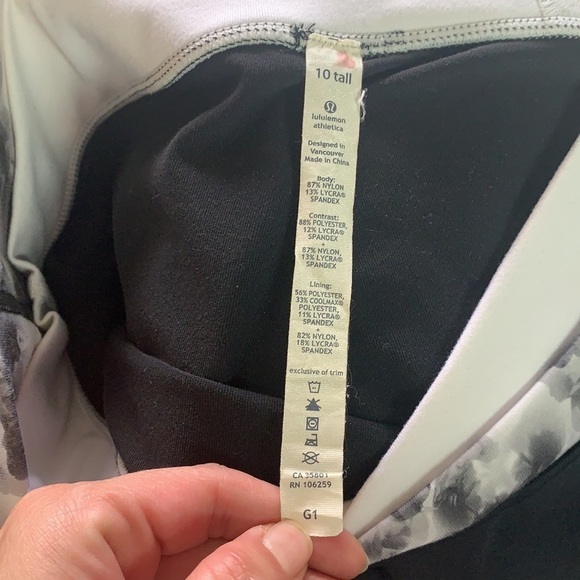 10 tall
lululemon
athletica
Designed in
Vancouver
Made in China
Body:
87% NYLON
13% LYCRA®
SPANDEX
Contrast:
88% POLYESTER,
12% LYCRA®
SPANDEX
+
87% NYLON,
13% LYCRA®
SPANDEX
Lining:
56% POLYESTER,
33% COOLMAX®
POLYESTER,
11% LYCRA®
SPANDEX
+
82% NYLON,
18% LYCRA®
SPANDEX
exclusive of trim
CA 35801
RN 106259
G1